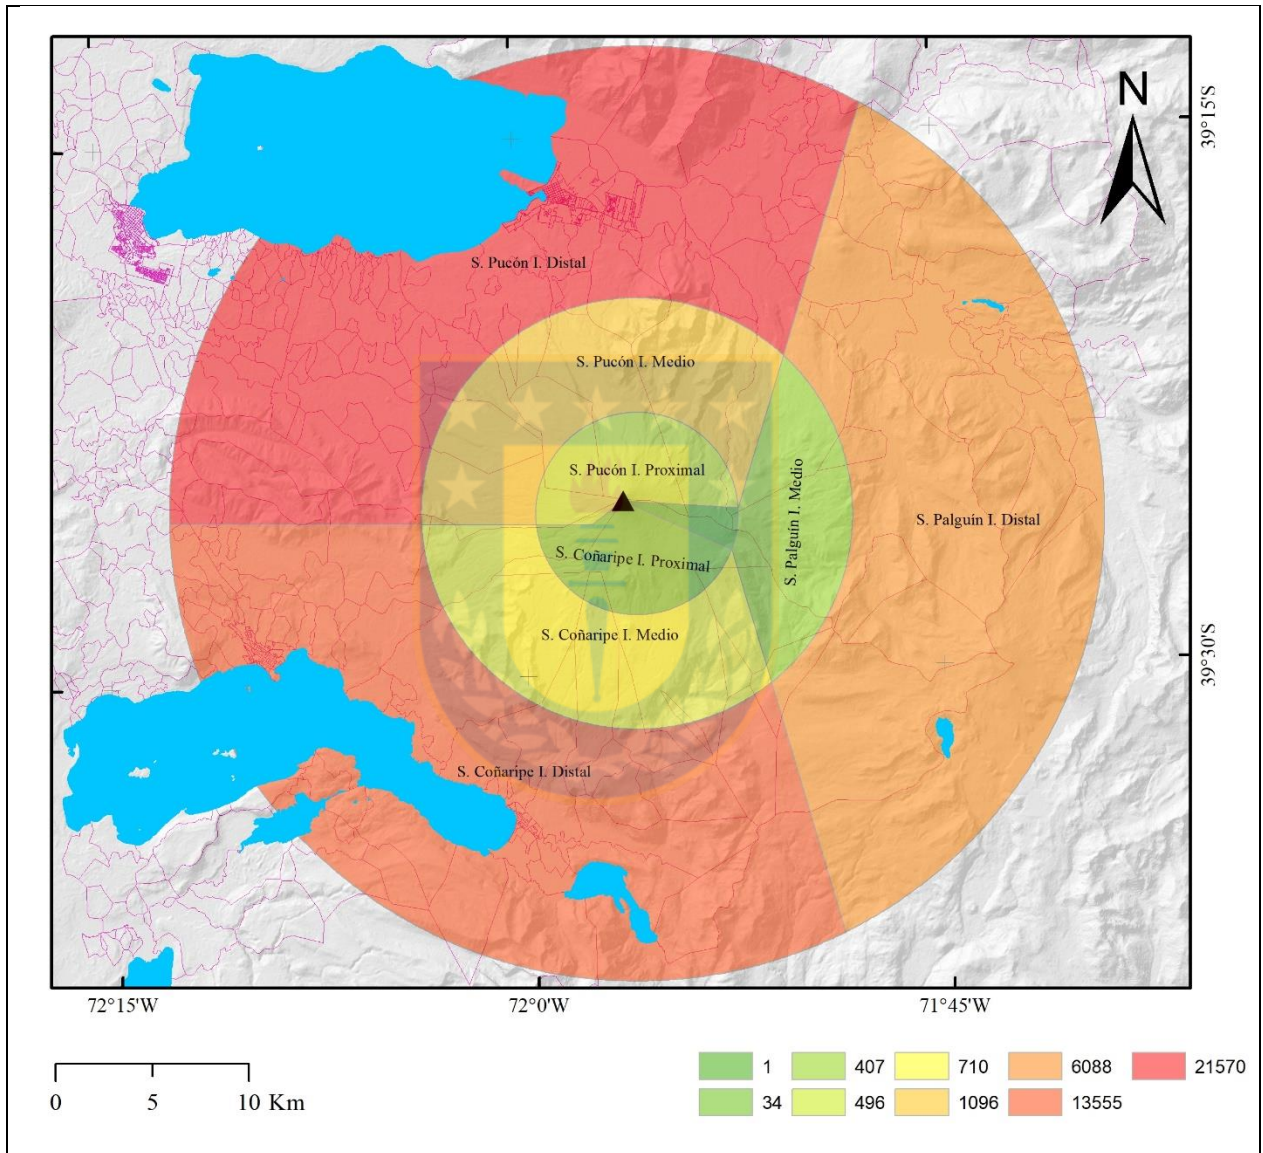 N
39°15'S
S. Pucón I. Distal
S. Pucón I. Medio
S. Pucón I. Proximal
S. Palguín I. Medio
S. Palguín I. Distal
S. Coñaripe I. Proximal
S. Coñaripe I. Medio
39°30'S
S. Coñaripe I. Distal
72°15'W 72°0'W 71°45'W
0 5 10 Km
1 407 710 6088 21570
34 496 1096 13555